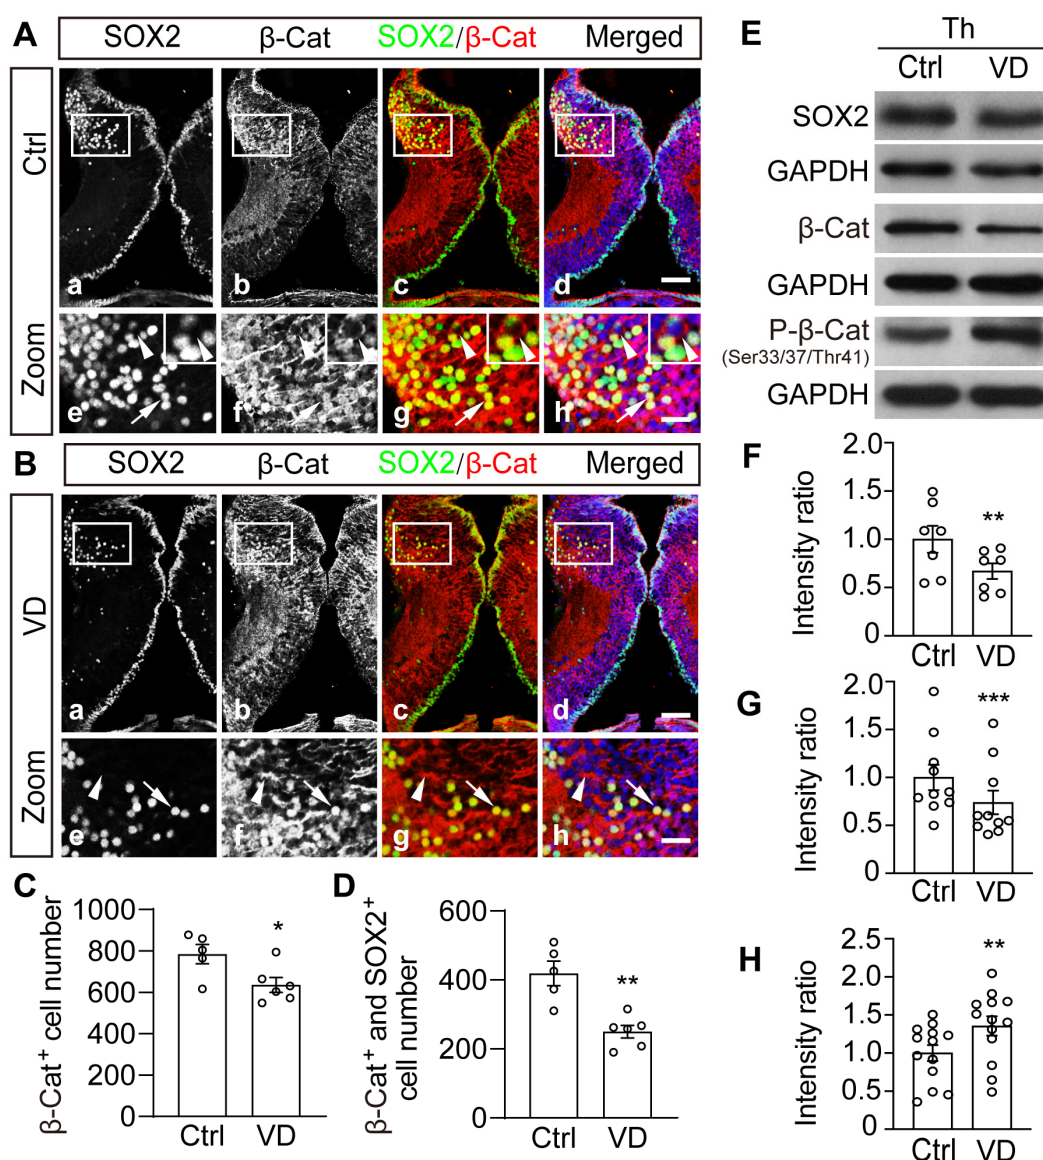 A
SOX2 β-Cat SOX2/β-Cat Merged
Ctrl
a b c d
Zoom
e f g h
B
SOX2 β-Cat SOX2/β-Cat Merged
VD
a b c d
Zoom
e f g h
C
β-Cat⁺ cell number
1000
800
600
400
200
0
*
Ctrl VD
D
β-Cat⁺ and SOX2⁺
cell number
600
400
200
0
**
Ctrl VD
E
Th
Ctrl VD
SOX2
GAPDH
β-Cat
GAPDH
P-β-Cat
(Ser33/37/Thr41)
GAPDH
F
Intensity ratio
2.0
1.5
1.0
0.5
0
**
Ctrl VD
G
Intensity ratio
2.0
1.5
1.0
0.5
0
***
Ctrl VD
H
Intensity ratio
2.5
2.0
1.5
1.0
0.5
0
**
Ctrl VD